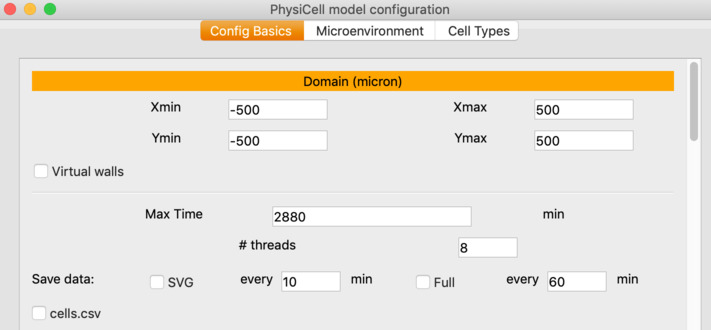 PhysiCell model configuration
Config Basics Microenvironment Cell Types
Domain (micron)
Xmin -500 Xmax 500
Ymin -500 Ymax 500
Virtual walls
Max Time 2880 min
# threads 8
Save data: SVG every 10 min Full every 60 min
cells.csv